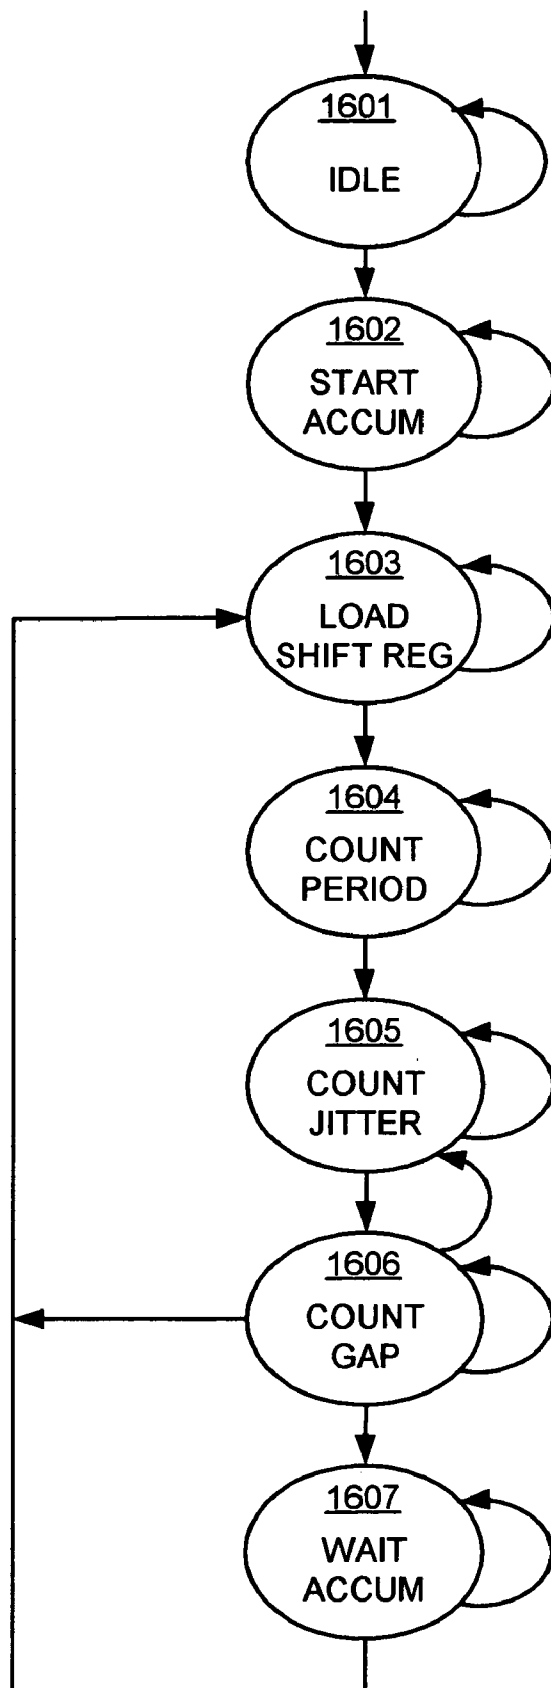 1601
IDLE
1602
START
ACCUM
1603
LOAD
SHIFT REG
1604
COUNT
PERIOD
1605
COUNT
JITTER
1606
COUNT
GAP
1607
WAIT
ACCUM